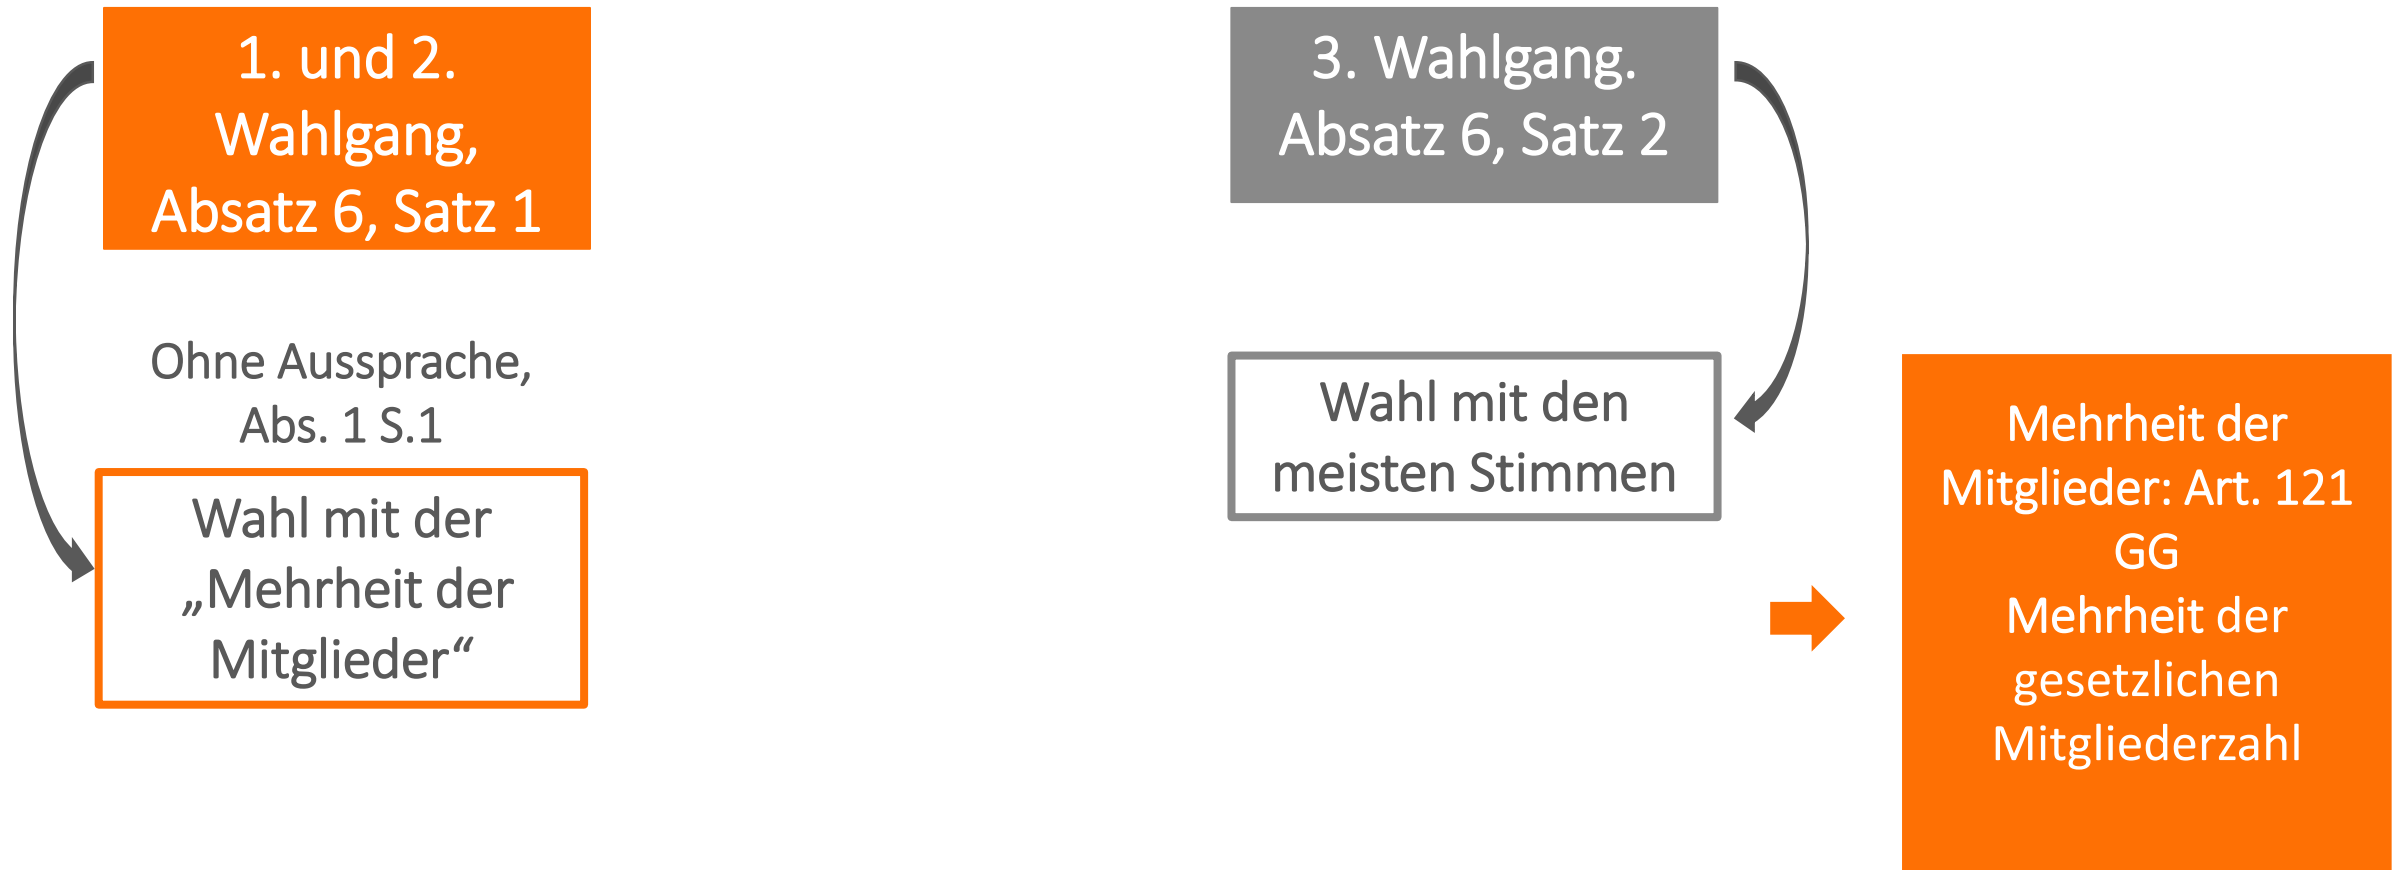 1. und 2.
Wahlgang,
Absatz 6, Satz 1
Ohne Aussprache,
Abs. 1 S.1
Wahl mit der
„Mehrheit der
Mitglieder“
3. Wahlgang.
Absatz 6, Satz 2
Wahl mit den
meisten Stimmen
Mehrheit der
Mitglieder: Art. 121
GG
Mehrheit der
gesetzlichen
Mitgliederzahl